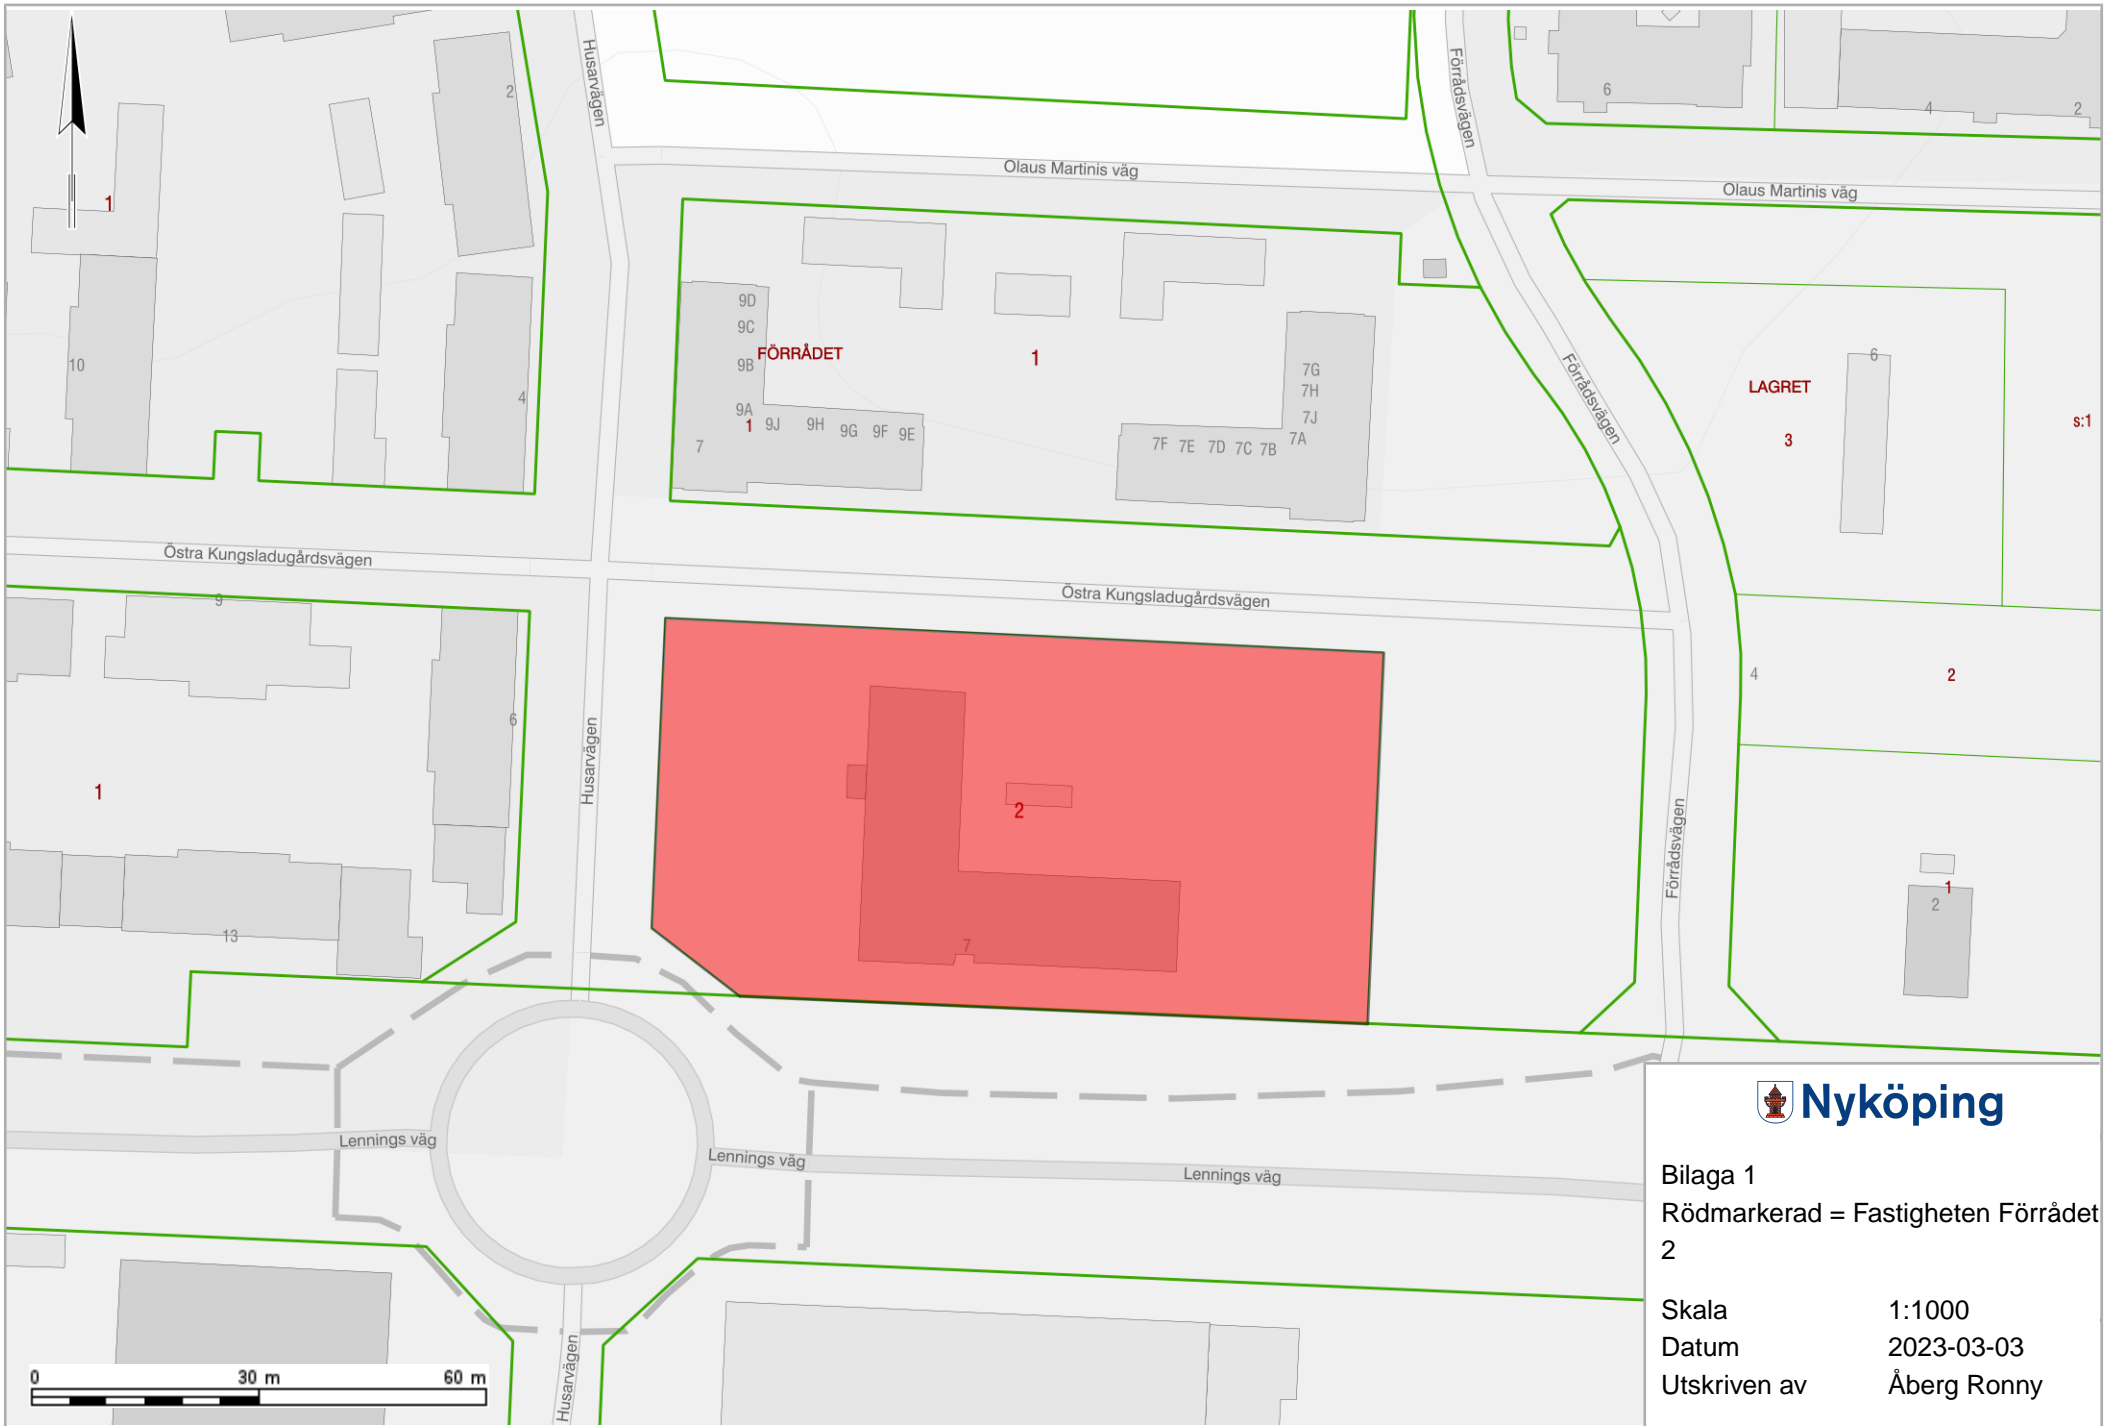 Husarvägen
Förrådsvägen
2
6
4
2
Olaus Martinis väg
Olaus Martinis väg
1
10
4
9D
9C
9B
FÖRRÅDET
9A
1
9J
9H
9G
9F
9E
7
1
7G
7H
7J
7A
7F
7E
7D
7C
7B
Förrådsvägen
LAGRET
3
6
s:1
Östra Kungsladugårdsvägen
Östra Kungsladugårdsvägen
9
6
1
13
Husarvägen
2
7
4
2
Förrådsvägen
1
2
Lennings väg
Lennings väg
Lennings väg
Husarvägen
0 30 m 60 m
Nyköping
Bilaga 1
Rödmarkerad = Fastigheten Förrådet
2
Skala 1:1000
Datum 2023-03-03
Utskriven av Åberg Ronny